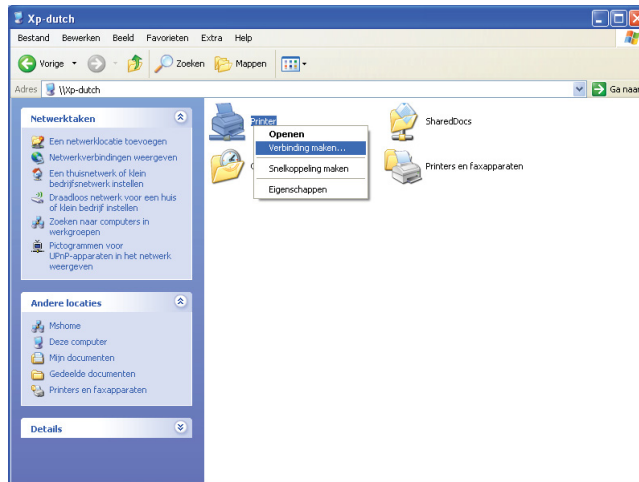 Xp-dutch
Bestand Bewerken Beeld Favorieten Extra Help
Vorige Zoeken Mappen
Adres \\Xp-dutch Ga naar
Netwerktaken
Een netwerklocatie toevoegen
Netwerkverbindingen weergeven
Een thuisnetwerk of klein
bedrijfsnetwerk instellen
Draadloos netwerk voor een huis
of klein bedrijf instellen
Zoeken naar computers in
werkgroepen
Pictogrammen voor
UPnP-apparaten in het netwerk
weergeven
Andere locaties
Mshome
Deze computer
Mijn documenten
Gedeelde documenten
Printers en faxapparaten
Details
Printer
Openen
Verbinding maken...
Snelkoppeling maken
Eigenschappen
SharedDocs
Printers en faxapparaten